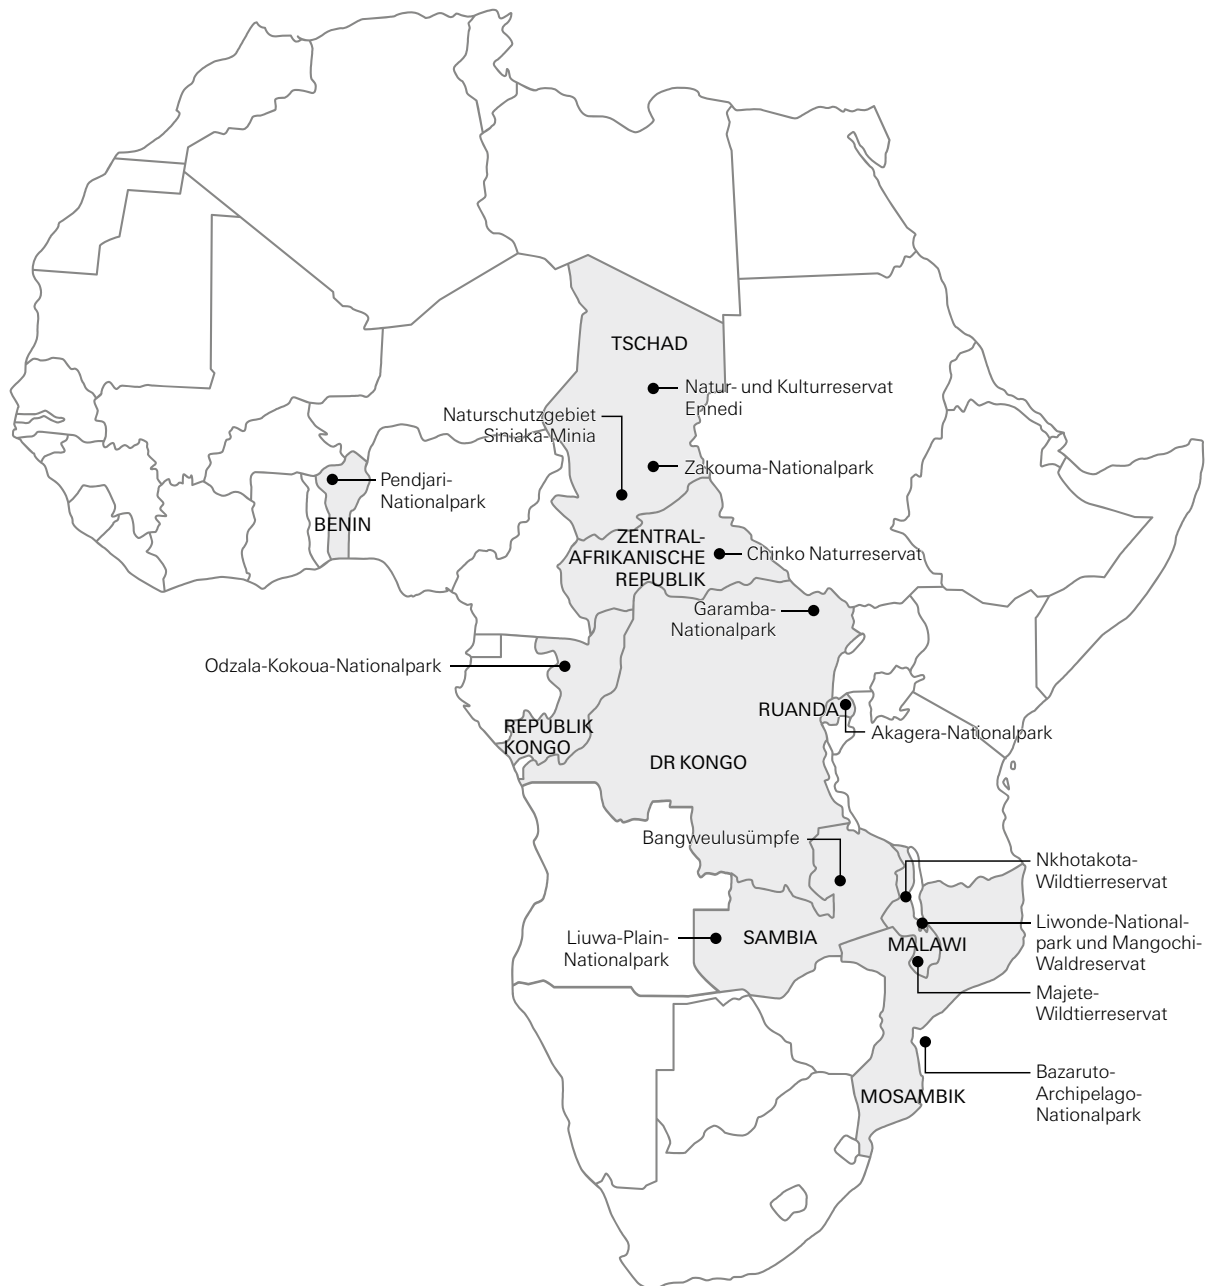 TSCHAD
Natur- und Kulturreservat
Ennedi
Naturschutzgebiet
Siniaka-Minia
Zakouma-Nationalpark
Pendjari-
Nationalpark
BENIN
ZENTRAL-
AFRIKANISCHE
REPUBLIK
Chinko Naturreservat
Garamba-
Nationalpark
Odzala-Kokoua-Nationalpark
RUANDA
REPUBLIK
KONGO
Akagera-Nationalpark
DR KONGO
Bangweulusümpfe
Nkhotakota-
Wildtierreservat
Liwonde-National-
park und Mangochi-
Waldreservat
Liuwa-Plain-
Nationalpark
SAMBIA
MALAWI
Majete-
Wildtierreservat
Bazaruto-
Archipelago-
Nationalpark
MOSAMBIK